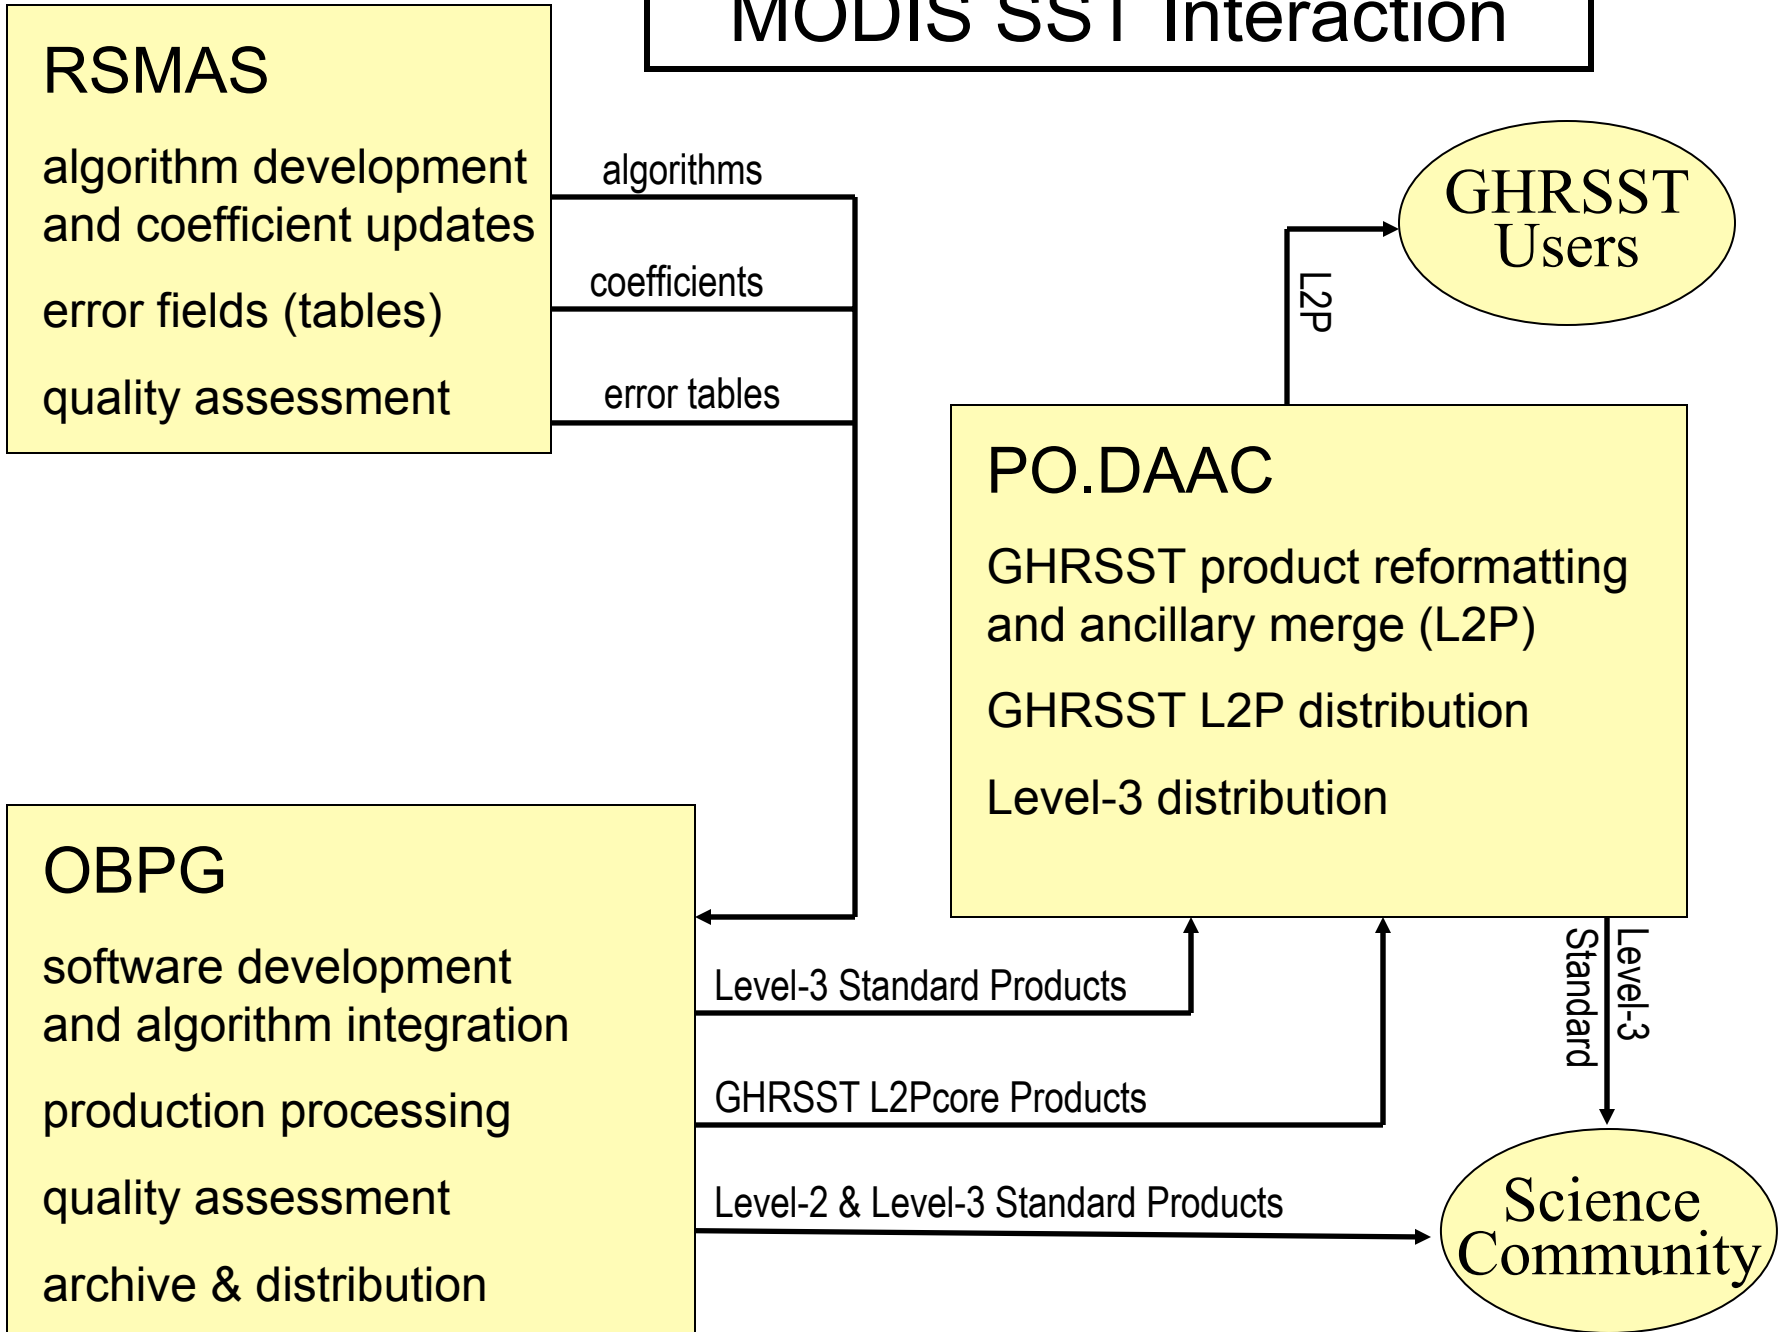 MODIS SST Interaction
RSMAS
algorithm development
and coefficient updates
error fields (tables)
quality assessment
algorithms
coefficients
error tables
GHRSST
Users
L2P
PO.DAAC
GHRSST product reformatting
and ancillary merge (L2P)
GHRSST L2P distribution
Level-3 distribution
OBPG
software development
and algorithm integration
production processing
quality assessment
archive & distribution
Level-3 Standard Products
GHRSST L2Pcore Products
Level-2 & Level-3 Standard Products
Level-3
Standard
Science
Community